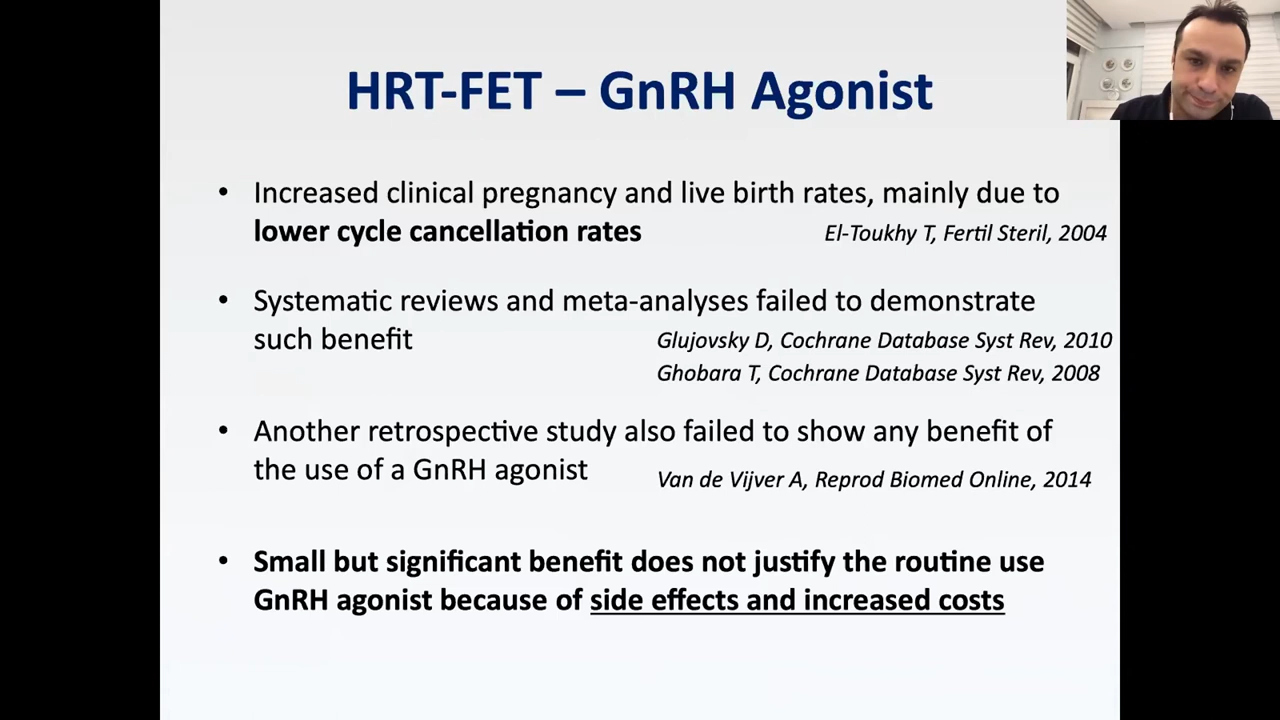 HRT-FET – GnRH Agonist
• Increased clinical pregnancy and live birth rates, mainly due to
lower cycle cancellation rates
El-Toukhy T, Fertil Steril, 2004
• Systematic reviews and meta-analyses failed to demonstrate
such benefit
Glujovsky D, Cochrane Database Syst Rev, 2010
Ghobara T, Cochrane Database Syst Rev, 2008
• Another retrospective study also failed to show any benefit of
the use of a GnRH agonist
Van de Vijver A, Reprod Biomed Online, 2014
• Small but significant benefit does not justify the routine use
GnRH agonist because of side effects and increased costs